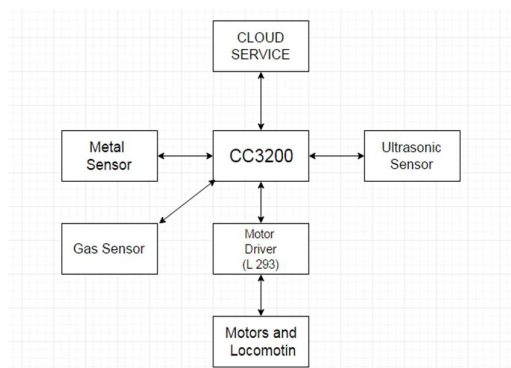 CLOUD
SERVICE
Metal
Sensor
CC3200
Ultrasonic
Sensor
Gas Sensor
Motor
Driver
(L 293)
Motors and
Locomotin